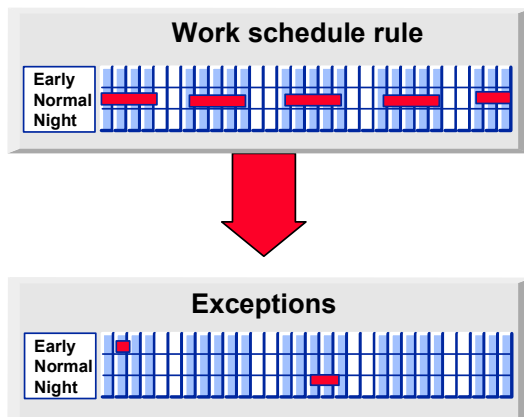 Work schedule rule
Early
Normal
Night
Exceptions
Early
Normal
Night